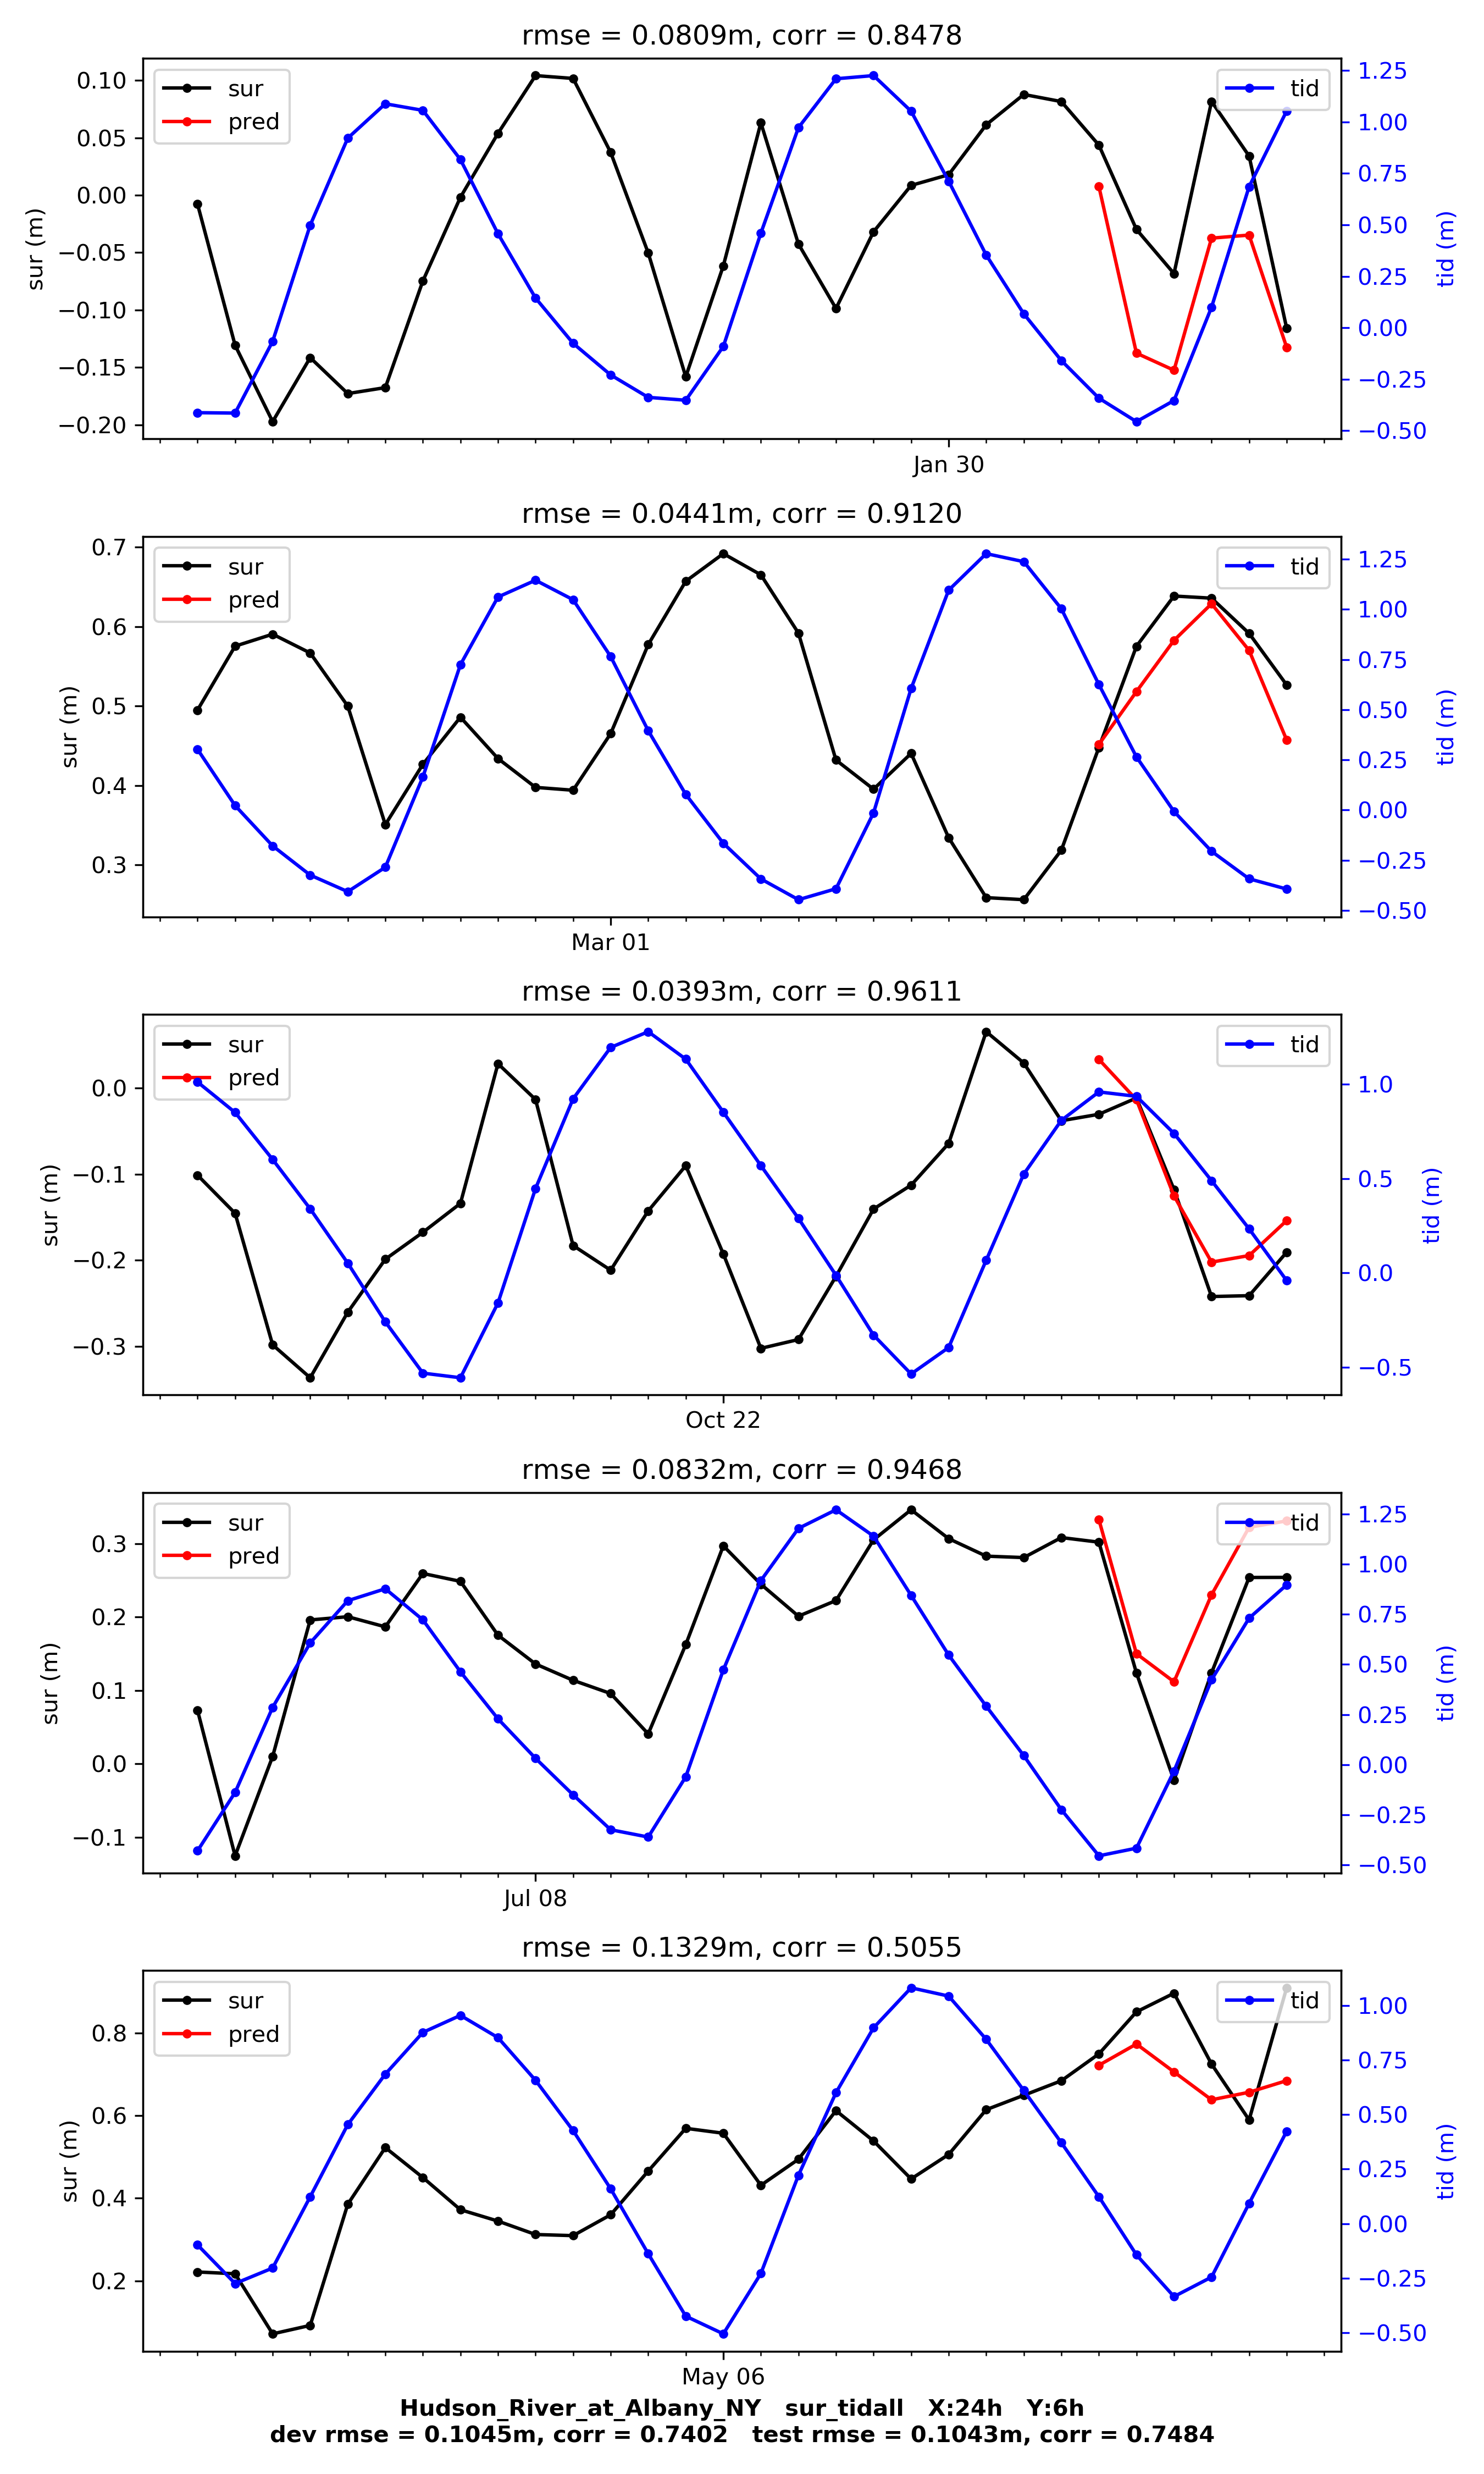 rmse = 0.0809m, corr = 0.8478
sur
pred
tid
0.10
0.05
0.00
−0.05
−0.10
−0.15
−0.20
sur (m)
1.25
1.00
0.75
0.50
0.25
0.00
−0.25
−0.50
tid (m)
Jan 30
rmse = 0.0441m, corr = 0.9120
sur
pred
tid
0.7
0.6
0.5
0.4
0.3
sur (m)
1.25
1.00
0.75
0.50
0.25
0.00
−0.25
−0.50
tid (m)
Mar 01
rmse = 0.0393m, corr = 0.9611
sur
pred
tid
0.0
−0.1
−0.2
−0.3
sur (m)
1.0
0.5
0.0
−0.5
tid (m)
Oct 22
rmse = 0.0832m, corr = 0.9468
sur
pred
tid
0.3
0.2
0.1
0.0
−0.1
sur (m)
1.25
1.00
0.75
0.50
0.25
0.00
−0.25
−0.50
tid (m)
Jul 08
rmse = 0.1329m, corr = 0.5055
sur
pred
tid
0.8
0.6
0.4
0.2
sur (m)
1.00
0.75
0.50
0.25
0.00
−0.25
−0.50
tid (m)
May 06
Hudson_River_at_Albany_NY   sur_tidall   X:24h   Y:6h
dev rmse = 0.1045m, corr = 0.7402   test rmse = 0.1043m, corr = 0.7484